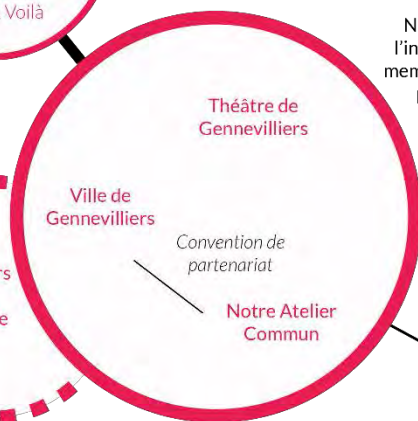 Voilà
Théâtre de
Gennevilliers
Ville de
Gennevilliers
Convention de
partenariat
Notre Atelier
Commun